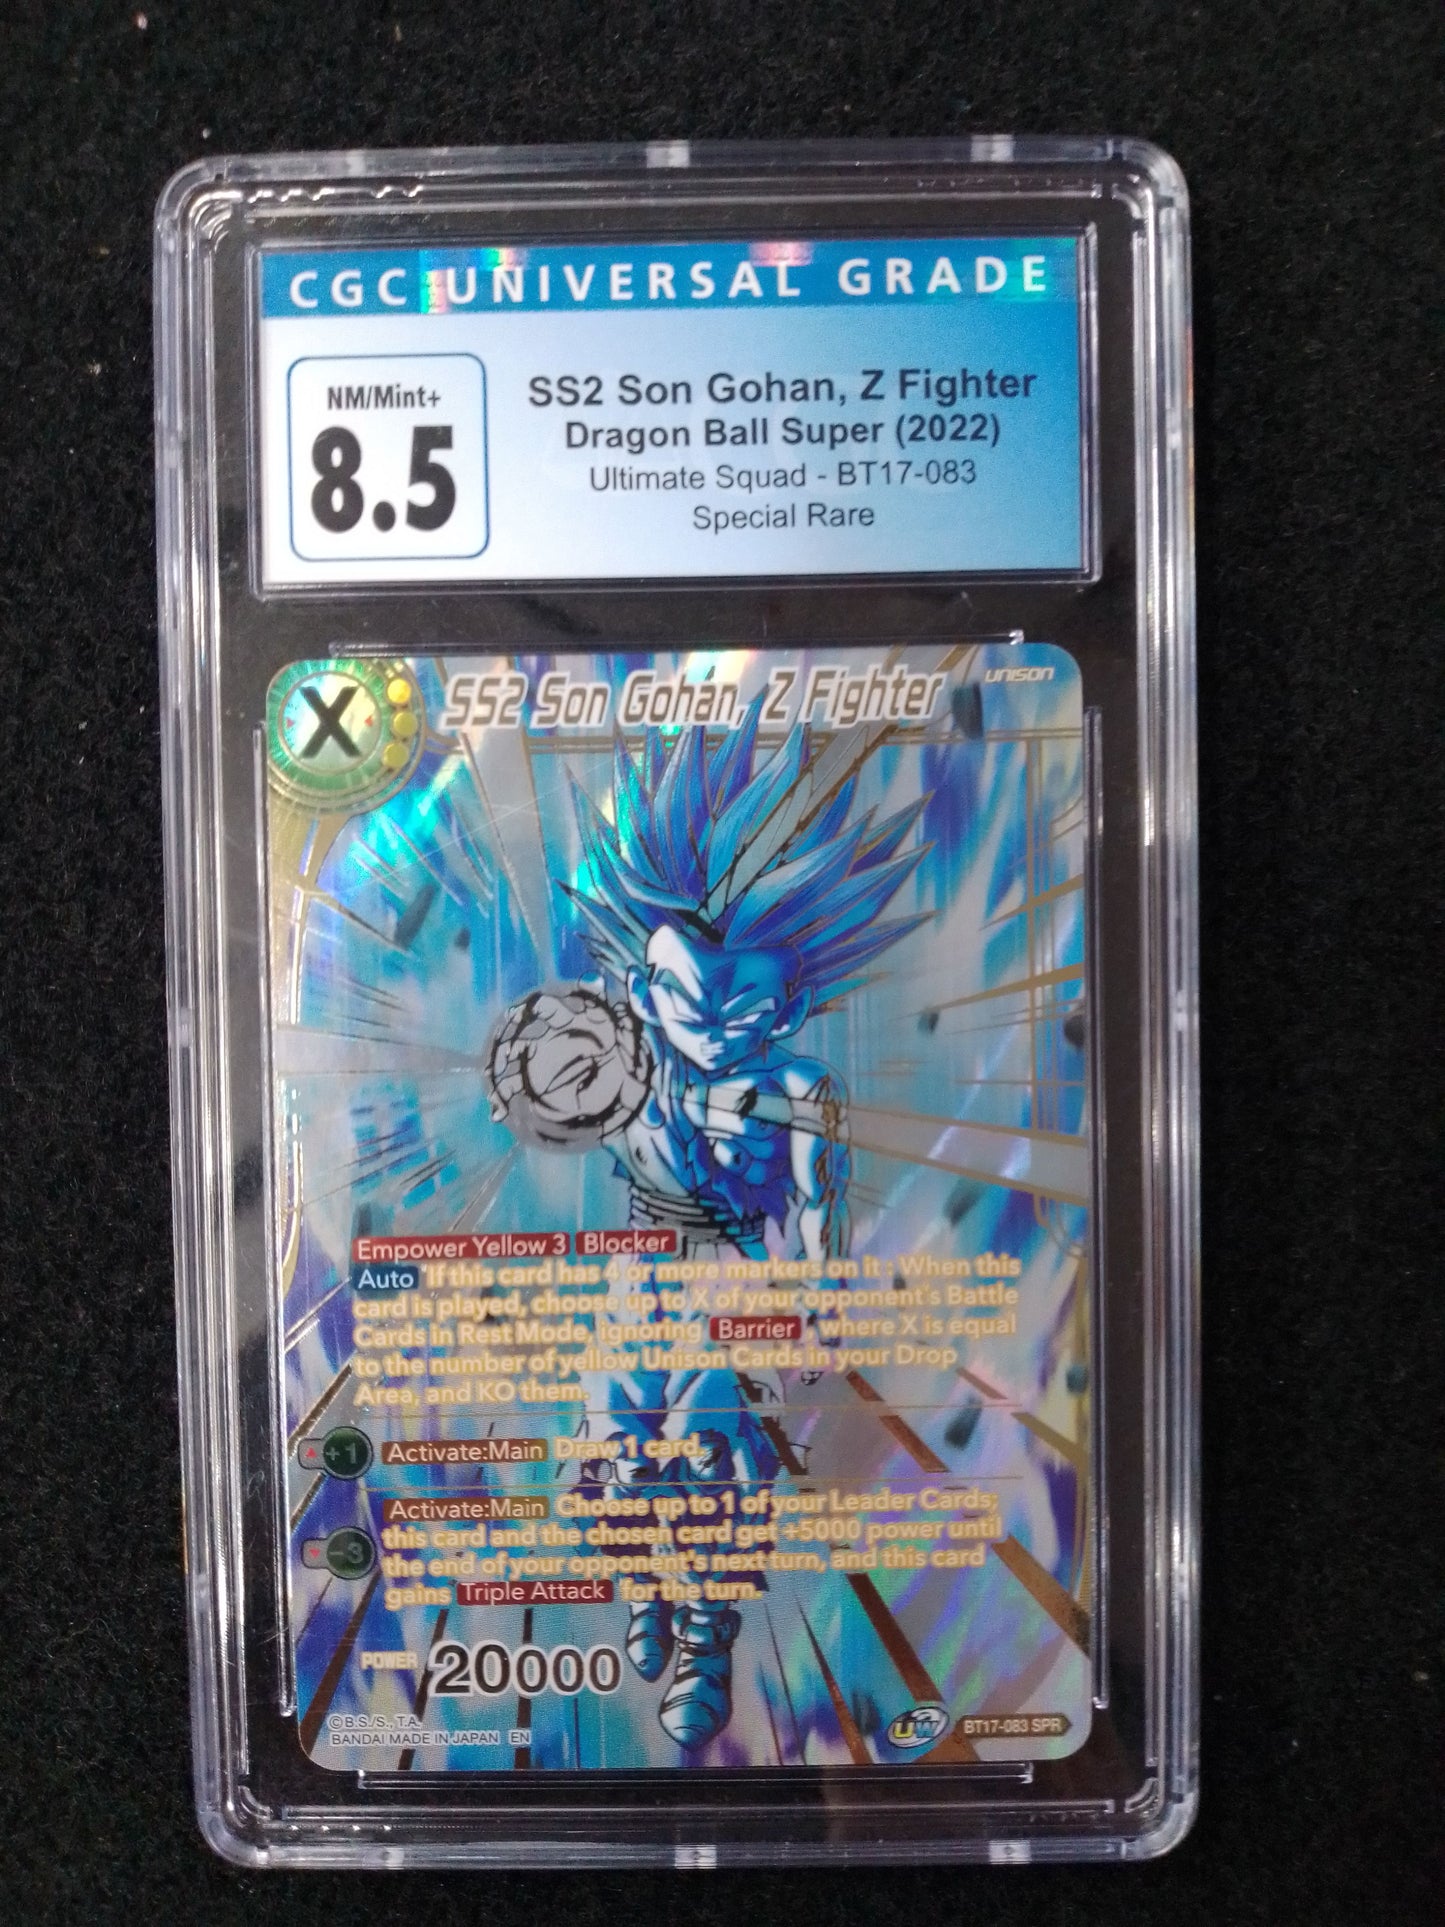 CGC UNIVERSAL GRADE
NM/Mint+
8.5
SS2 Son Gohan, Z Fighter
Dragon Ball Super (2022)
Ultimate Squad - BT17-083
Special Rare
X
SS2 Son Gohan, Z Fighter
UNISON
Empower Yellow 3 Blocker
Auto If this card has 4 or more markers on it : When this
card is played, choose up to X of your opponent's Battle
Cards in Rest Mode, ignoring Barrier , where X is equal
to the number of yellow Unison Cards in your Drop
Area, and KO them.
+1 Activate:Main Draw 1 card.
Activate:Main Choose up to 1 of your Leader Cards;
-3 this card and the chosen card get +5000 power until
the end of your opponent's next turn, and this card
gains Triple Attack for the turn.
POWER 20000
©B.S./S., T.A.
BANDAI MADE IN JAPAN EN
UW
BT17-083 SPR